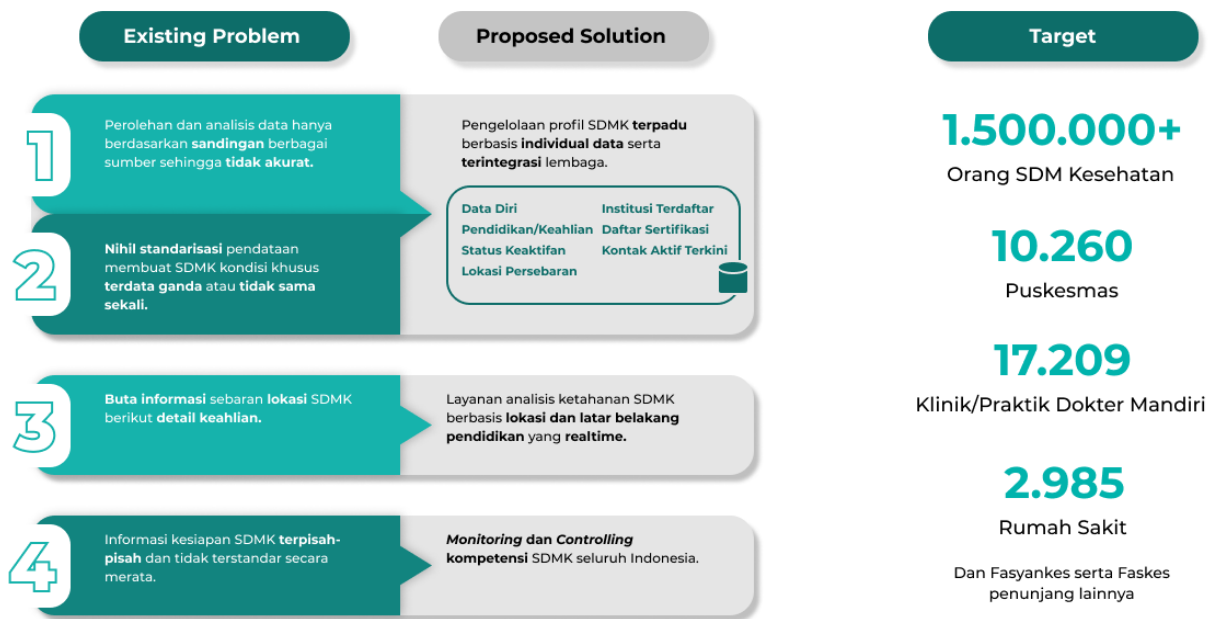 Existing Problem
Proposed Solution
Target
1
Perolehan dan analisis data hanya
berdasarkan sandingan berbagai
sumber sehingga tidak akurat.
2
Nihil standarisasi pendataan
membuat SDMK kondisi khusus
terdata ganda atau tidak sama
sekali.
Pengelolaan profil SDMK terpadu
berbasis individual data serta
terintegrasi lembaga.
Data Diri
Pendidikan/Keahlian
Status Keaktifan
Lokasi Persebaran
Institusi Terdaftar
Daftar Sertifikasi
Kontak Aktif Terkini
3
Buta informasi sebaran lokasi SDMK
berikut detail keahlian.
Layanan analisis ketahanan SDMK
berbasis lokasi dan latar belakang
pendidikan yang realtime.
4
Informasi kesiapan SDMK terpisah-
pisah dan tidak terstandar secara
merata.
Monitoring dan Controlling
kompetensi SDMK seluruh Indonesia.
1.500.000+
Orang SDM Kesehatan
10.260
Puskesmas
17.209
Klinik/Praktik Dokter Mandiri
2.985
Rumah Sakit
Dan Fasyankes serta Faskes
penunjang lainnya